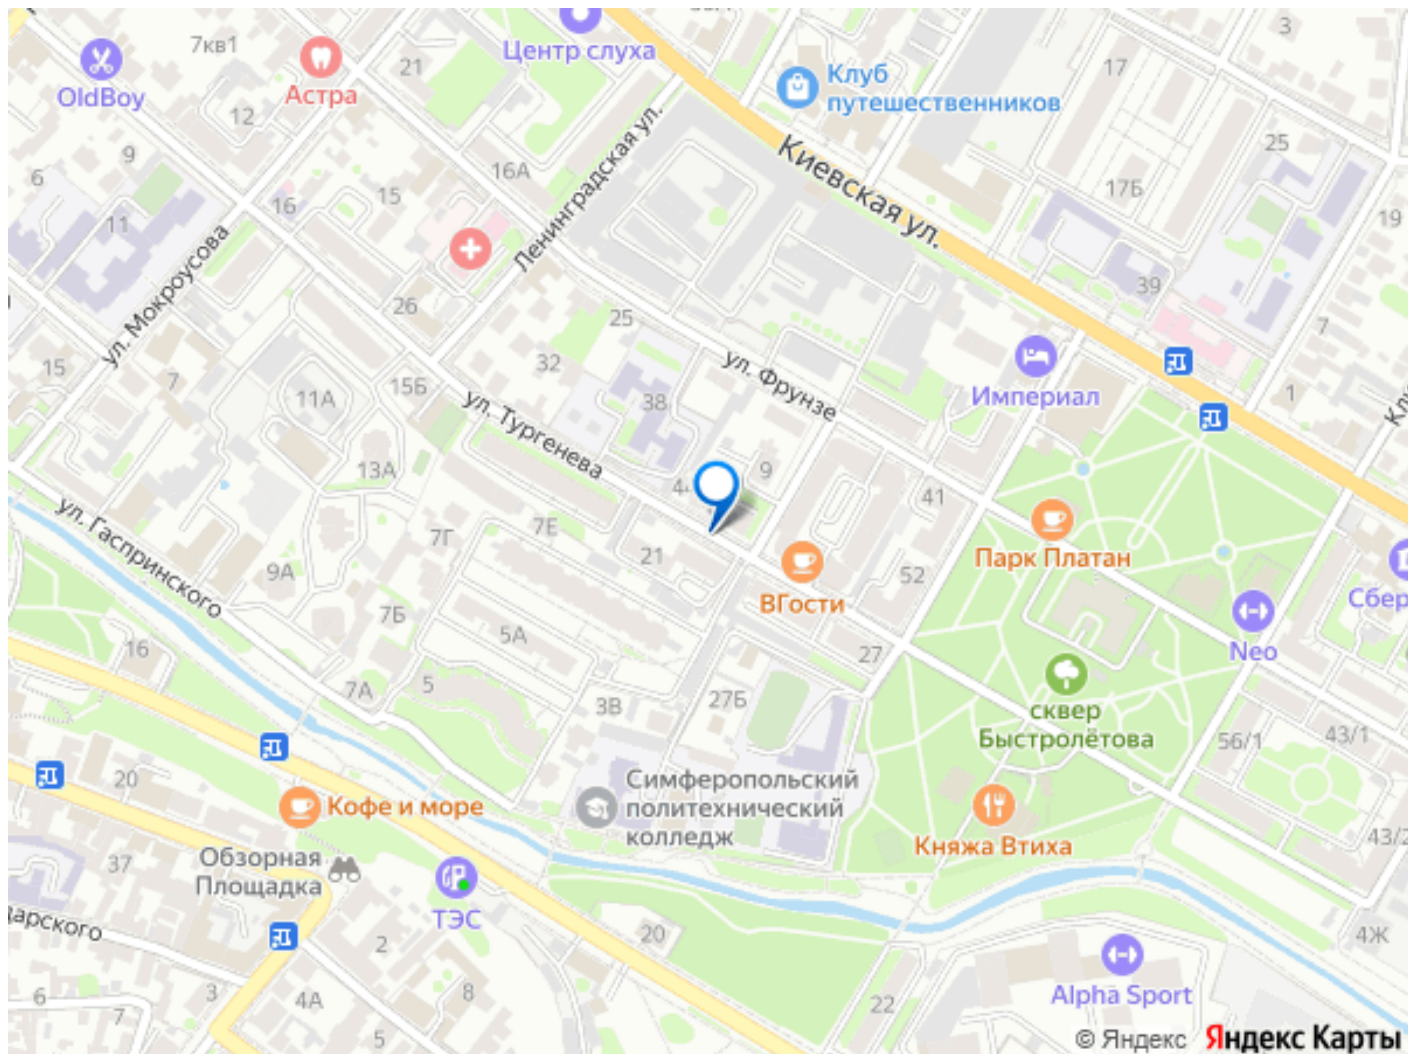 7кв1
21
Центр слуха
3
OldBoy
Астра
12
Клуб
путешественников
17
9
6
16А
Ленинградская ул.
Киевская ул.
25
17Б
11
16
15
19
ул. Мокроусова
26
25
39
7
15
7
32
ул. Фрунзе
Империал
1
11А
15Б
38
ул. Тургенева
13А
9
41
ул. Гаспринского
7Г
7Е
21
Парк Платан
9А
ВГости
52
Сбер
7Б
5А
Neo
16
27
7А
5
3В
27Б
сквер
Быстролётова
56/1
43/1
20
Кофе и море
Симферопольский
политехнический
колледж
Княжа Втиха
43/2
37
Обзорная
Площадка
ТЭС
дарского
2
20
4Ж
6
7
3
4А
8
5
22
Alpha Sport
© Яндекс Яндекс Карты